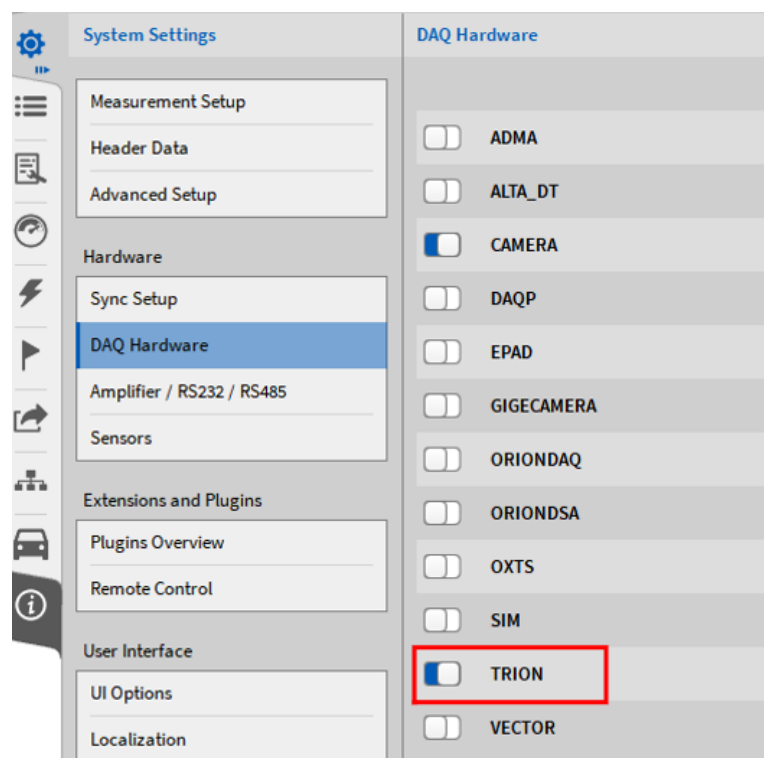 System Settings
Measurement Setup
Header Data
Advanced Setup
Hardware
Sync Setup
DAQ Hardware
Amplifier / RS232 / RS485
Sensors
Extensions and Plugins
Plugins Overview
Remote Control
User Interface
UI Options
Localization
DAQ Hardware
ADMA
ALTA_DT
CAMERA
DAQP
EPAD
GIGECAMERA
ORIONDAQ
ORIONDSA
OXTS
SIM
TRION
VECTOR